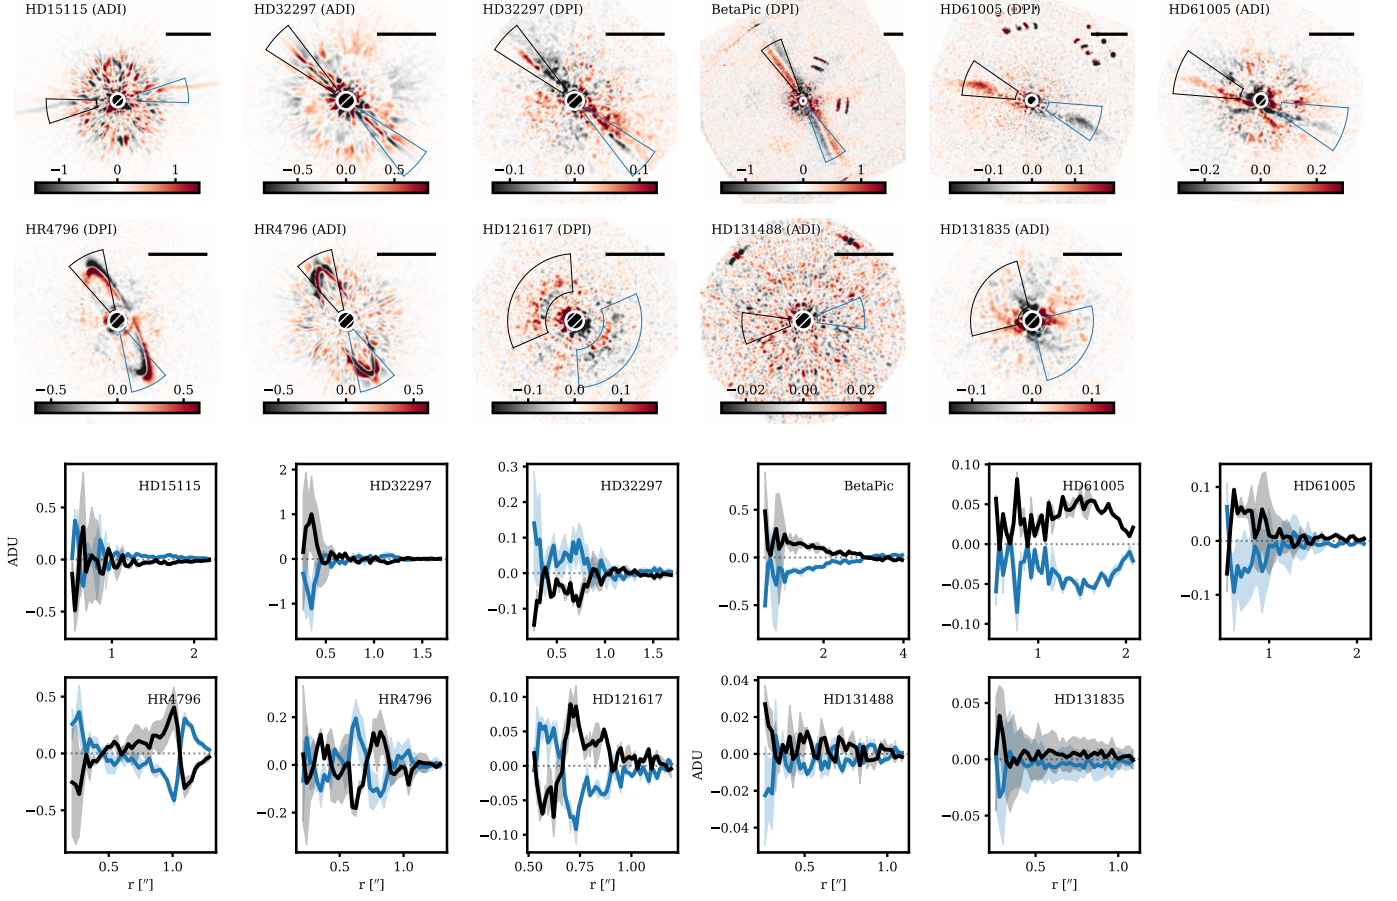 HD15115 (ADI) HD32297 (ADI) HD32297 (DPI) BetaPic (DPI) HD61005 (DPI) HD61005 (ADI)
−1 0 1 −0.5 0.0 0.5 −0.1 0.0 0.1 −1 0 1 −0.1 0.0 0.1 −0.2 0.0 0.2
HR4796 (DPI) HR4796 (ADI) HD121617 (DPI) HD131488 (ADI) HD131835 (ADI)
−0.5 0.0 0.5 −0.5 0.0 0.5 −0.1 0.0 0.1 −0.02 0.00 0.02 −0.1 0.0 0.1
HD15115
0.5
0.0
−0.5
ADU
1 2
HD32297
2
1
0
−1
0.5 1.0 1.5
HD32297
0.3
0.2
0.1
0.0
−0.1
0.5 1.0 1.5
BetaPic
0.5
0.0
−0.5
2 4
HD61005
0.10
0.05
0.00
−0.05
−0.10
1 2
HD61005
0.1
0.0
−0.1
1 2
HR4796
0.5
0.0
−0.5
0.5 1.0
r [″]
HR4796
0.2
0.0
−0.2
0.5 1.0
r [″]
HD121617
0.10
0.05
0.00
−0.05
−0.10
0.50 0.75 1.00
r [″]
HD131488
0.04
0.02
0.00
−0.02
−0.04
ADU
0.5 1.0
r [″]
HD131835
0.05
0.00
−0.05
0.5 1.0
r [″]